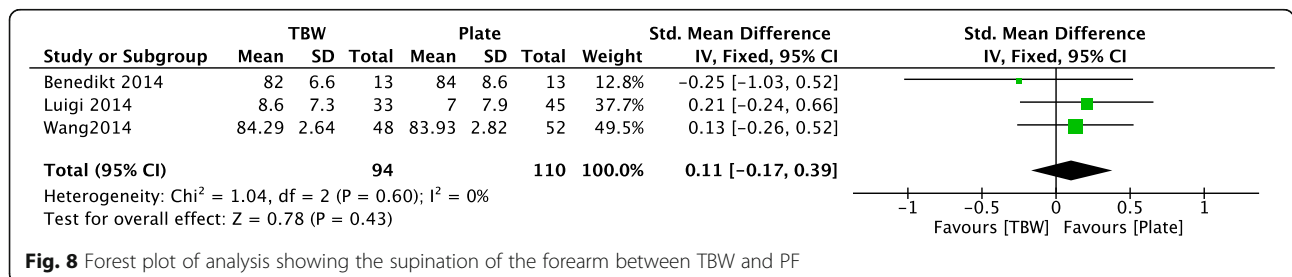 TBW Plate Std. Mean Difference Std. Mean Difference
Study or Subgroup Mean SD Total Mean SD Total Weight IV, Fixed, 95% CI IV, Fixed, 95% CI
Benedikt 2014 82 6.6 13 84 8.6 13 12.8% -0.25 [-1.03, 0.52]
Luigi 2014 8.6 7.3 33 7 7.9 45 37.7% 0.21 [-0.24, 0.66]
Wang2014 84.29 2.64 48 83.93 2.82 52 49.5% 0.13 [-0.26, 0.52]
Total (95% CI) 94 110 100.0% 0.11 [-0.17, 0.39]
Heterogeneity: Chi² = 1.04, df = 2 (P = 0.60); I² = 0%
Test for overall effect: Z = 0.78 (P = 0.43)
-1 -0.5 0 0.5 1
Favours [TBW] Favours [Plate]
Fig. 8 Forest plot of analysis showing the supination of the forearm between TBW and PF